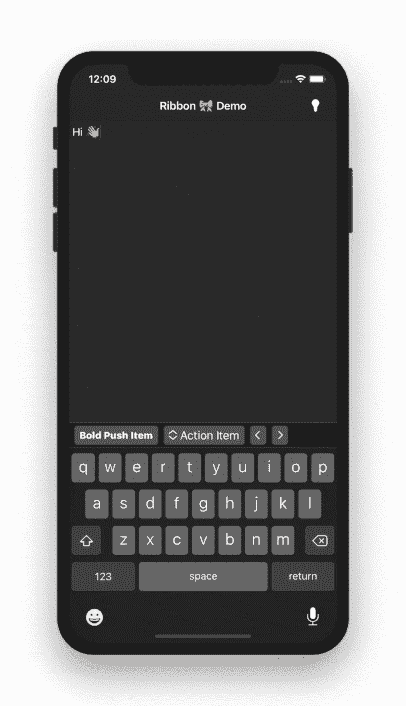 12:09
Ribbon 🎀 Demo
Hi 👋
Bold Push Item Action Item < >
q w e r t y u i o p
a s d f g h j k l
z x c v b n m
123 space return